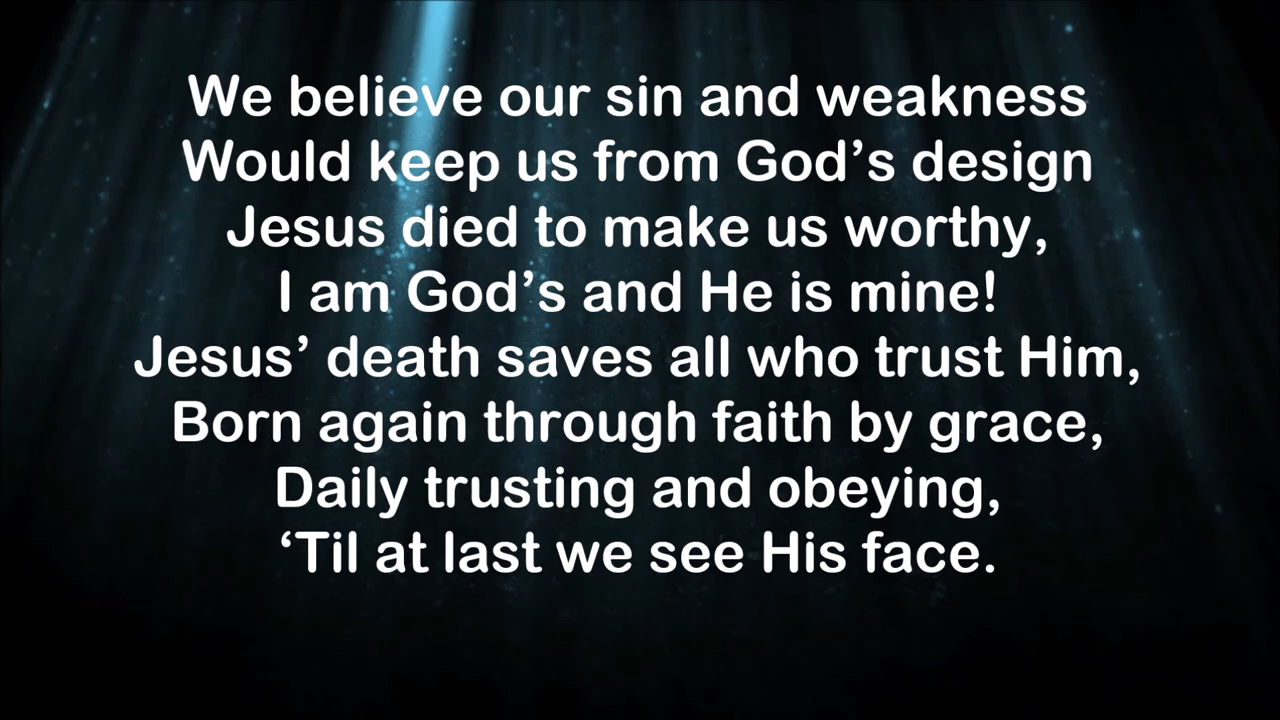 We believe our sin and weakness
Would keep us from God’s design
Jesus died to make us worthy,
I am God’s and He is mine!
Jesus’ death saves all who trust Him,
Born again through faith by grace,
Daily trusting and obeying,
‘Til at last we see His face.